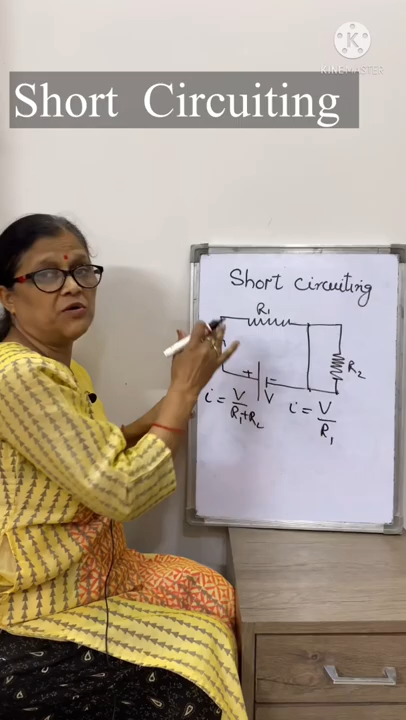 KINEMASTER
Short Circuiting
Short circuiting
R₁
R₂
+
V
i = V/(R₁+R₂)
i = V/R₁